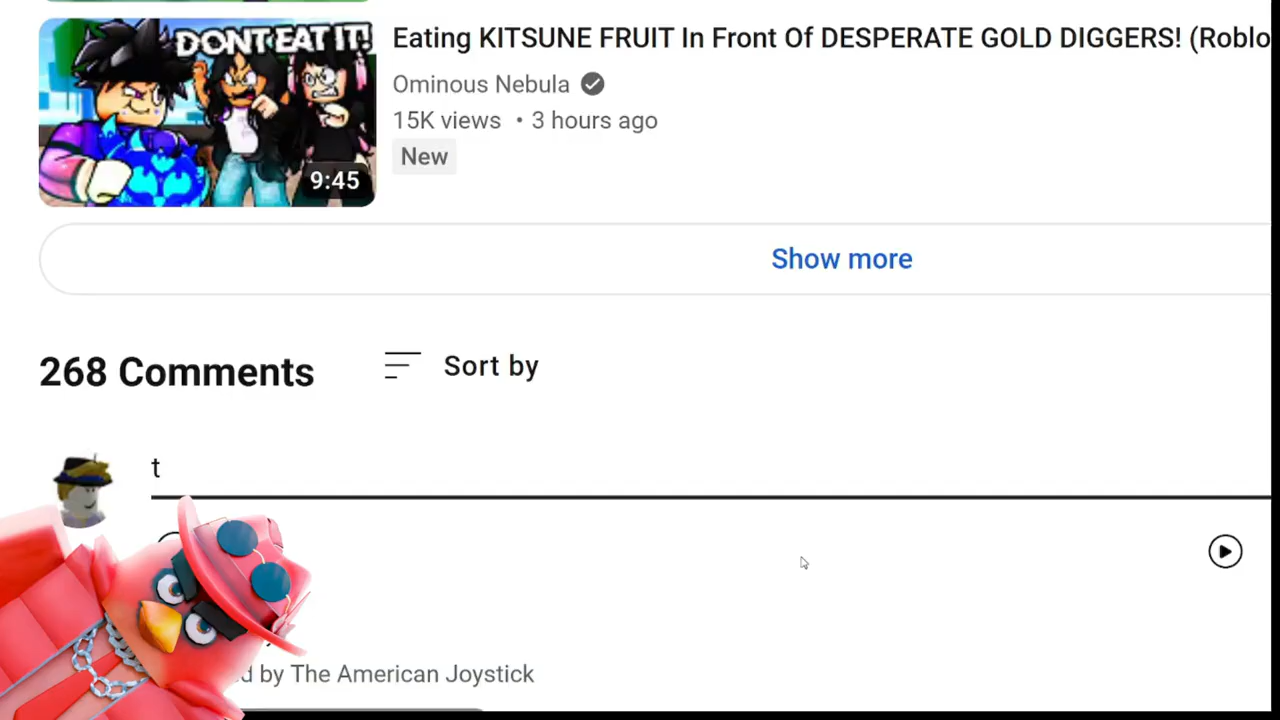 DONT EAT IT!
9:45
Eating KITSUNE FRUIT In Front Of DESPERATE GOLD DIGGERS! (Roblo
Ominous Nebula
15K views • 3 hours ago
New
Show more
268 Comments
Sort by
t
d by The American Joystick